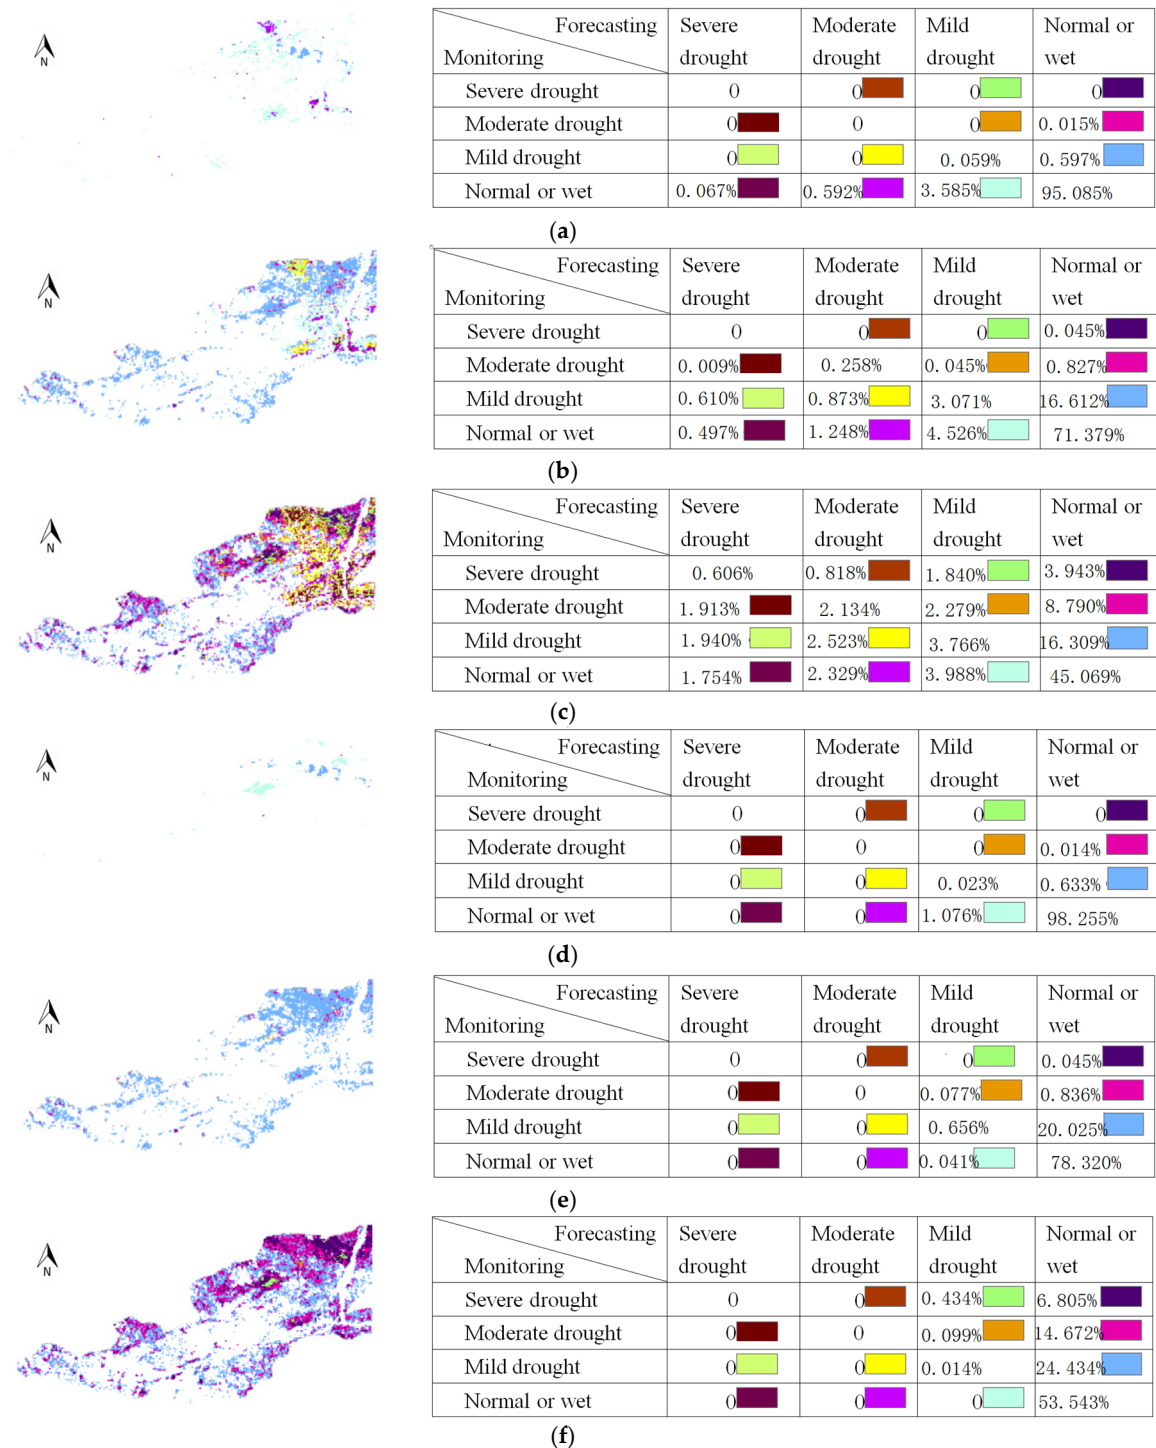 N
Forecasting Severe Moderate Mild Normal or
Monitoring drought drought drought wet
Severe drought 0 0 0 0
Moderate drought 0 0 0 0.015%
Mild drought 0 0 0.059% 0.597%
Normal or wet 0.067% 0.592% 3.585% 95.085%
(a)
N
Forecasting Severe Moderate Mild Normal or
Monitoring drought drought drought wet
Severe drought 0 0 0 0.045%
Moderate drought 0.009% 0.258% 0.045% 0.827%
Mild drought 0.610% 0.873% 3.071% 16.612%
Normal or wet 0.497% 1.248% 4.526% 71.379%
(b)
N
Forecasting Severe Moderate Mild Normal or
Monitoring drought drought drought wet
Severe drought 0.606% 0.818% 1.840% 3.943%
Moderate drought 1.913% 2.134% 2.279% 8.790%
Mild drought 1.940% 2.523% 3.766% 16.309%
Normal or wet 1.754% 2.329% 3.988% 45.069%
(c)
N
Forecasting Severe Moderate Mild Normal or
Monitoring drought drought drought wet
Severe drought 0 0 0 0
Moderate drought 0 0 0 0.014%
Mild drought 0 0 0.023% 0.633%
Normal or wet 0 0 1.076% 98.255%
(d)
N
Forecasting Severe Moderate Mild Normal or
Monitoring drought drought drought wet
Severe drought 0 0 0 0.045%
Moderate drought 0 0 0.077% 0.836%
Mild drought 0 0 0.656% 20.025%
Normal or wet 0 0 0.041% 78.320%
(e)
N
Forecasting Severe Moderate Mild Normal or
Monitoring drought drought drought wet
Severe drought 0 0 0.434% 6.805%
Moderate drought 0 0 0.099% 14.672%
Mild drought 0 0 0.014% 24.434%
Normal or wet 0 0 0 53.543%
(f)